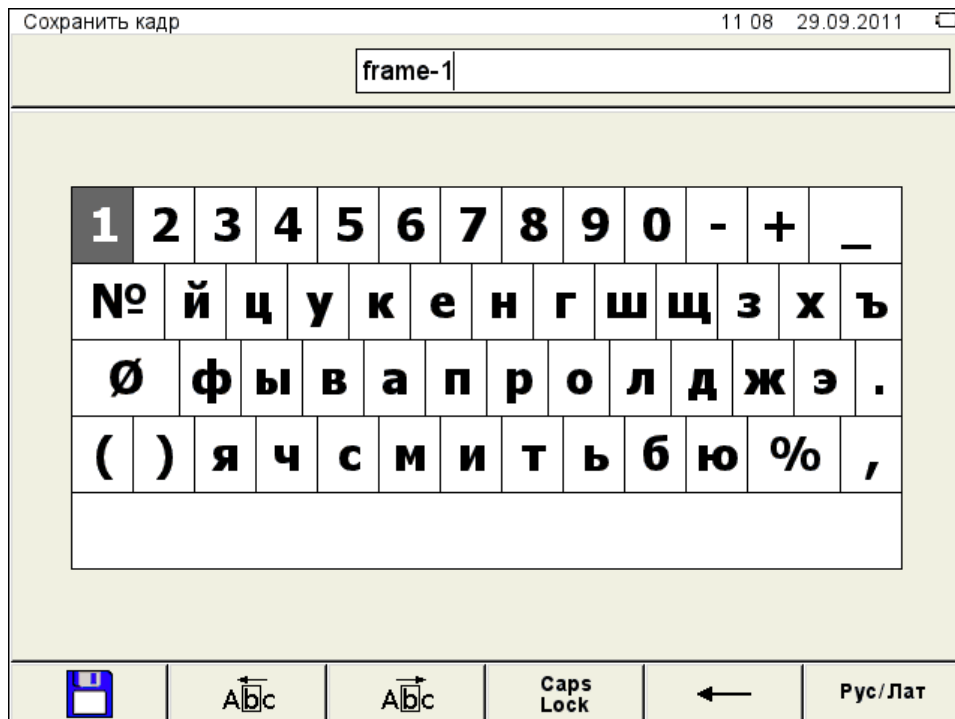 Сохранить кадр 11 08 29.09.2011
frame-1
1 2 3 4 5 6 7 8 9 0 - + _
№ й ц у к е н г ш щ з х ъ
Ø ф ы в а п р о л д ж э .
( ) я ч с м и т ь б ю % ,
Abc Abc Caps Lock ← Рус/Лат